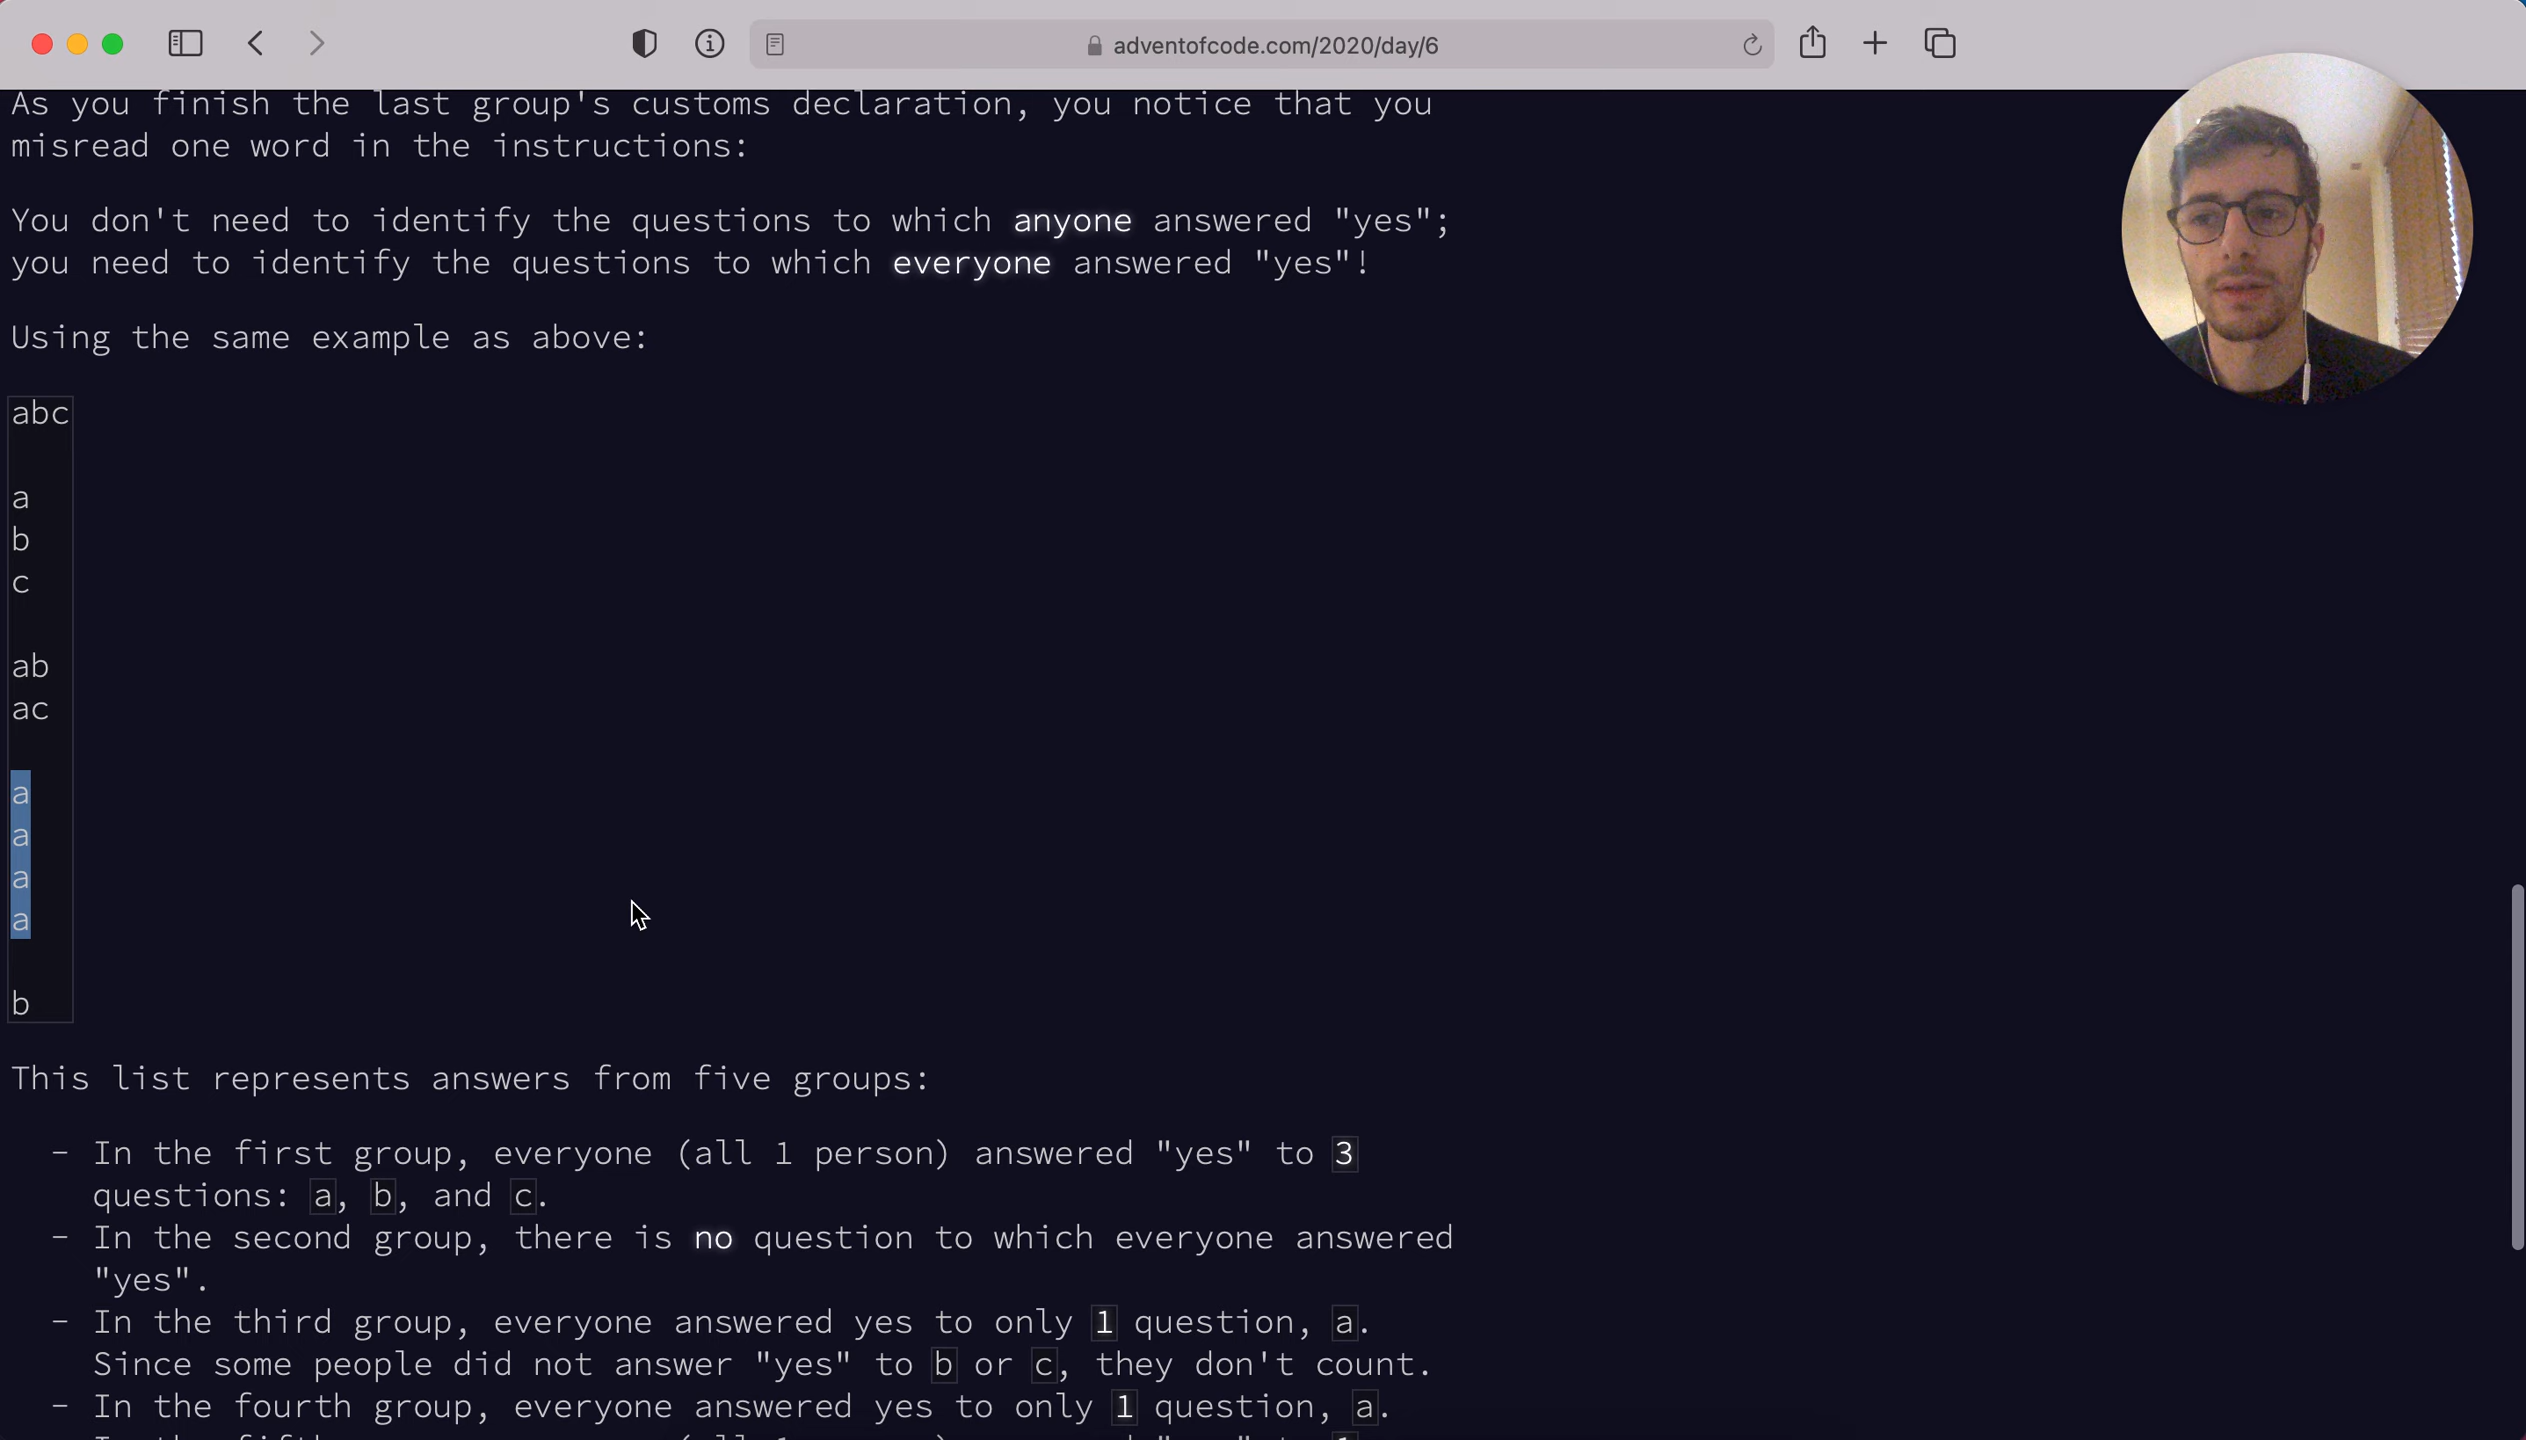 adventofcode.com/2020/day/6
As you finish the last group's customs declaration, you notice that you
misread one word in the instructions:
You don't need to identify the questions to which anyone answered "yes";
you need to identify the questions to which everyone answered "yes"!
Using the same example as above:
abc
a
b
c
ab
ac
a
a
a
a
b
This list represents answers from five groups:
- In the first group, everyone (all 1 person) answered "yes" to 3
questions: a, b, and c.
- In the second group, there is no question to which everyone answered
"yes".
- In the third group, everyone answered yes to only 1 question, a.
Since some people did not answer "yes" to b or c, they don't count.
- In the fourth group, everyone answered yes to only 1 question, a.